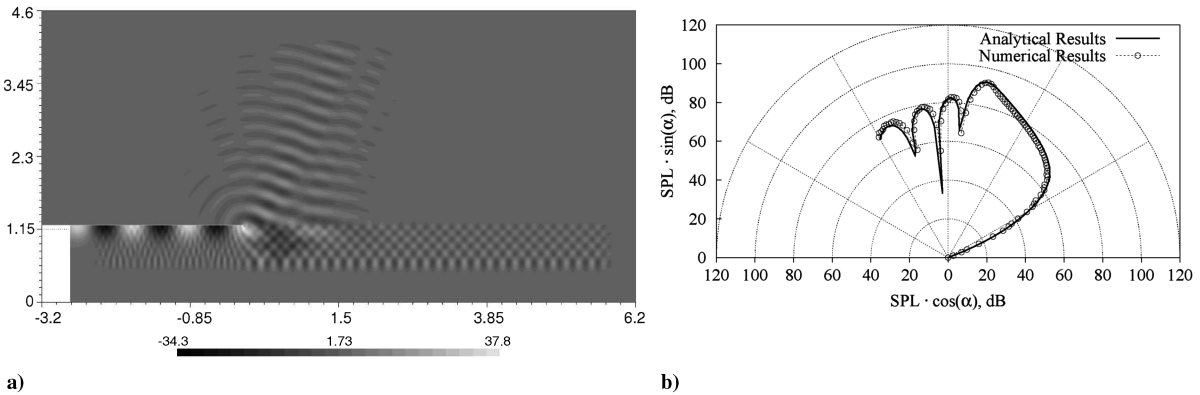 4.6
3.45
2.3
1.15
0
-3.2 -0.85 1.5 3.85 6.2
-34.3 1.73 37.8
a)
120
100
80
60
40
20
0
SPL · sin(α), dB
Analytical Results
Numerical Results
120 100 80 60 40 20 0 20 40 60 80 100 120
SPL · cos(α), dB
b)